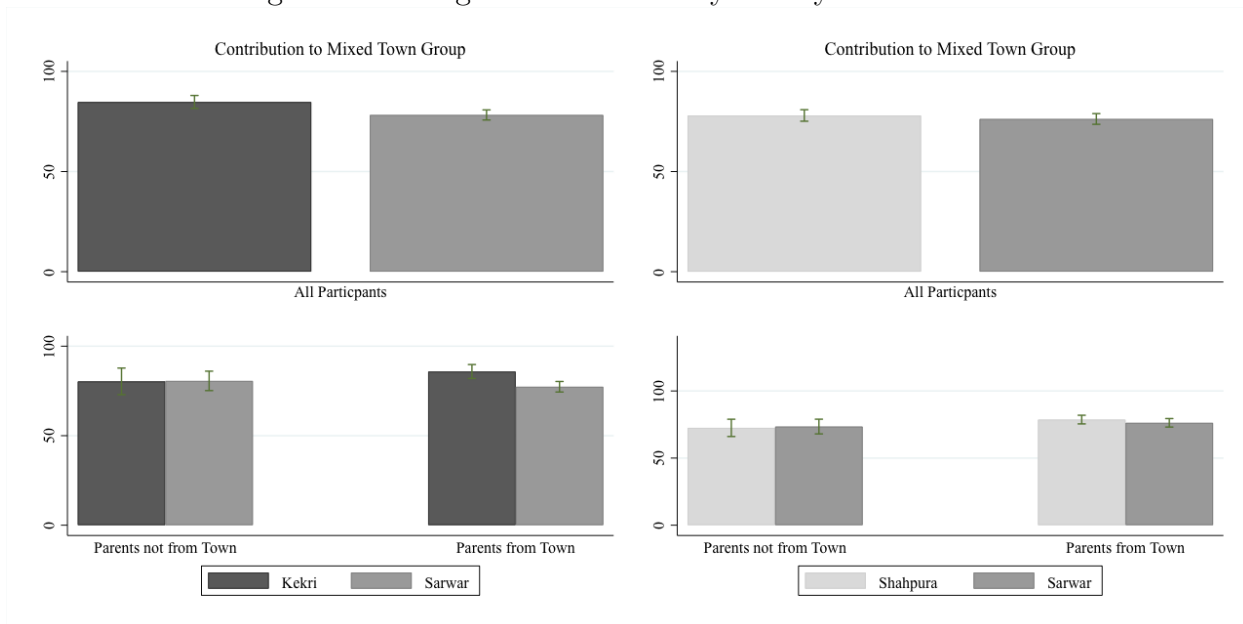 Contribution to Mixed Town Group
100
50
0
All Particpants
100
50
0
Parents not from Town Parents from Town
Kekri Sarwar
Contribution to Mixed Town Group
100
50
0
All Particpants
100
50
0
Parents not from Town Parents from Town
Shahpura Sarwar